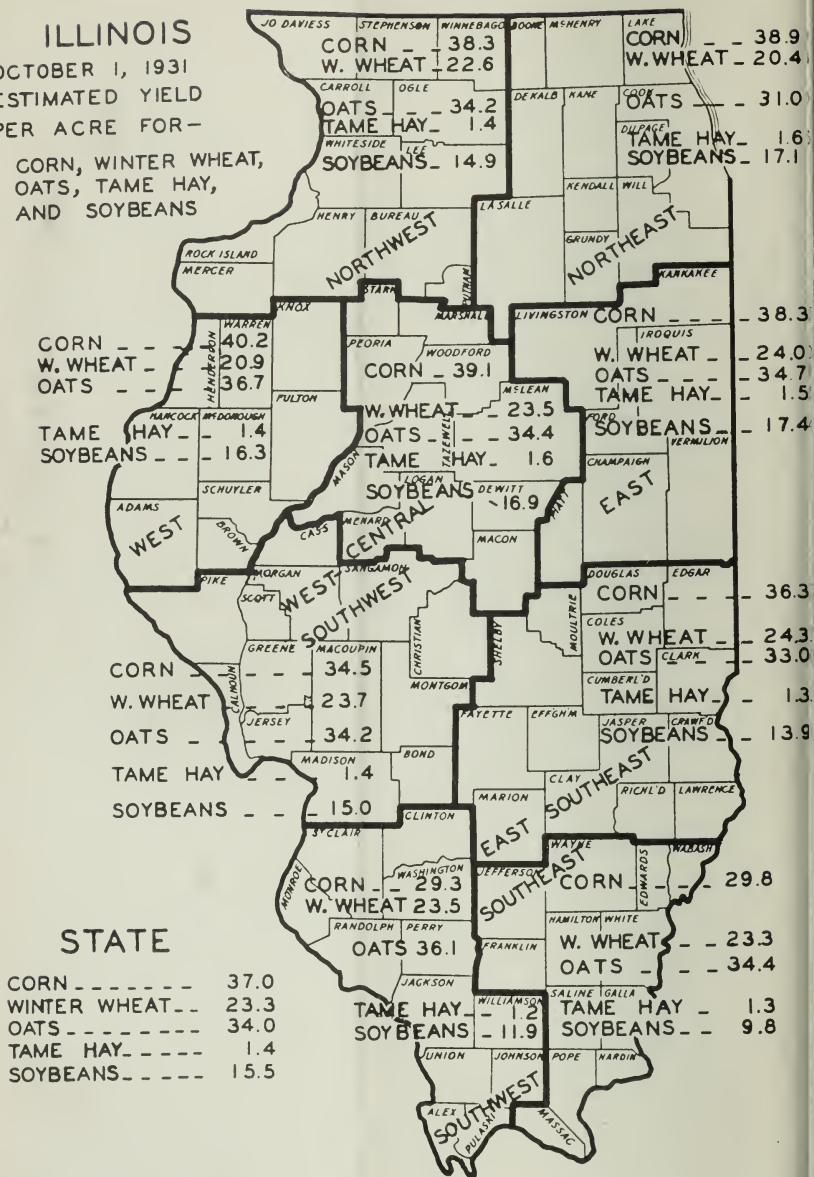 ILLINOIS
OCTOBER 1, 1931
ESTIMATED YIELD
PER ACRE FOR-
CORN, WINTER WHEAT,
OATS, TAME HAY,
AND SOYBEANS
JO DAVIESS STEPHENSON WINNEBAGO BOONE McHENRY LAKE
CORN _ _ 38.3
W. WHEAT _ 22.6
CARROLL OGLE
OATS _ _ _ 34.2
TAME HAY _ 1.4
WHITESIDE LEE
SOYBEANS _ 14.9
HENRY BUREAU
ROCK ISLAND
MERCER
PUTNAM
NORTHWEST
CORN _ _ _ 38.9
W. WHEAT _ 20.4
DEKALB KANE COOK
OATS _ _ _ 31.0
DUPAGE
TAME HAY _ 1.6
SOYBEANS _ 17.1
KENDALL WILL
LA SALLE
GRUNDY
NORTHEAST
KANKAKEE
KNOX
WARREN
HENDERSON
CORN _ _ _ 40.2
W. WHEAT _ _ 20.9
OATS _ _ _ 36.7
FULTON
HANCOCK McDONOUGH
TAME HAY _ _ 1.4
SOYBEANS _ _ 16.3
SCHUYLER
ADAMS
BROWN
WEST
STARK
MARSHALL
PEORIA
WOODFORD
CORN _ _ 39.1
McLEAN
W. WHEAT _ _ 23.5
OATS _ _ _ 34.4
TAZEWELL
TAME HAY _ 1.6
MASON
LOGAN
SOYBEANS _ 16.9
DEWITT
MENARD
MACON
CENTRAL
LIVINGSTON
CORN _ _ _ _ 38.3
IROQUIS
W. WHEAT _ _ 24.0
OATS _ _ _ _ 34.7
TAME HAY _ 1.5
FORD
SOYBEANS _ _ 17.4
VERMILION
CHAMPAIGN
PIATT
EAST
CASS
PIKE
MORGAN
SANGAMON
SCOTT
WEST-
SOUTHWEST
CHRISTIAN
GREENE MACOUPIN
CORN _ _ _ 34.5
CALHOUN
MONTGOM
W. WHEAT _ _ 23.7
JERSEY
OATS _ _ _ 34.2
MADISON
BOND
TAME HAY _ _ 1.4
SOYBEANS _ _ _ 15.0
DOUGLAS EDGAR
CORN _ _ _ 36.3
MOULTRIE
SHELBY
COLES
W. WHEAT _ _ 24.3
OATS _ _ _ 33.0
CLARK
CUMBERL'D
TAME HAY _ _ 1.3
FAYETTE EFFGHM
JASPER CRAWF'D
SOYBEANS _ _ 13.9
CLAY
MARION
RICHL'D LAWRENCE
EAST SOUTHEAST
CLINTON
ST CLAIR
MONROE
WASHINGTON
CORN _ _ 29.3
W. WHEAT 23.5
RANDOLPH PERRY
OATS 36.1
JACKSON
WILLIAMSON
TAME HAY _ _ 1.2
SOYBEANS _ 11.9
UNION JOHNSON
ALEX
PULASKI
SOUTHWEST
WAYNE
WABASH
EDWARDS
JEFFERSON
SOUTHEAST
CORN _ _ _ _ 29.8
HAMILTON WHITE
W. WHEAT _ _ 23.3
FRANKLIN
OATS _ _ _ 34.4
SALINE GALLA
TAME HAY _ 1.3
SOYBEANS _ _ 9.8
POPE HARDIN
MASSAC
STATE
CORN _ _ _ _ _ _ _ 37.0
WINTER WHEAT _ _ 23.3
OATS _ _ _ _ _ _ _ _ 34.0
TAME HAY _ _ _ _ _ 1.4
SOYBEANS _ _ _ _ _ 15.5